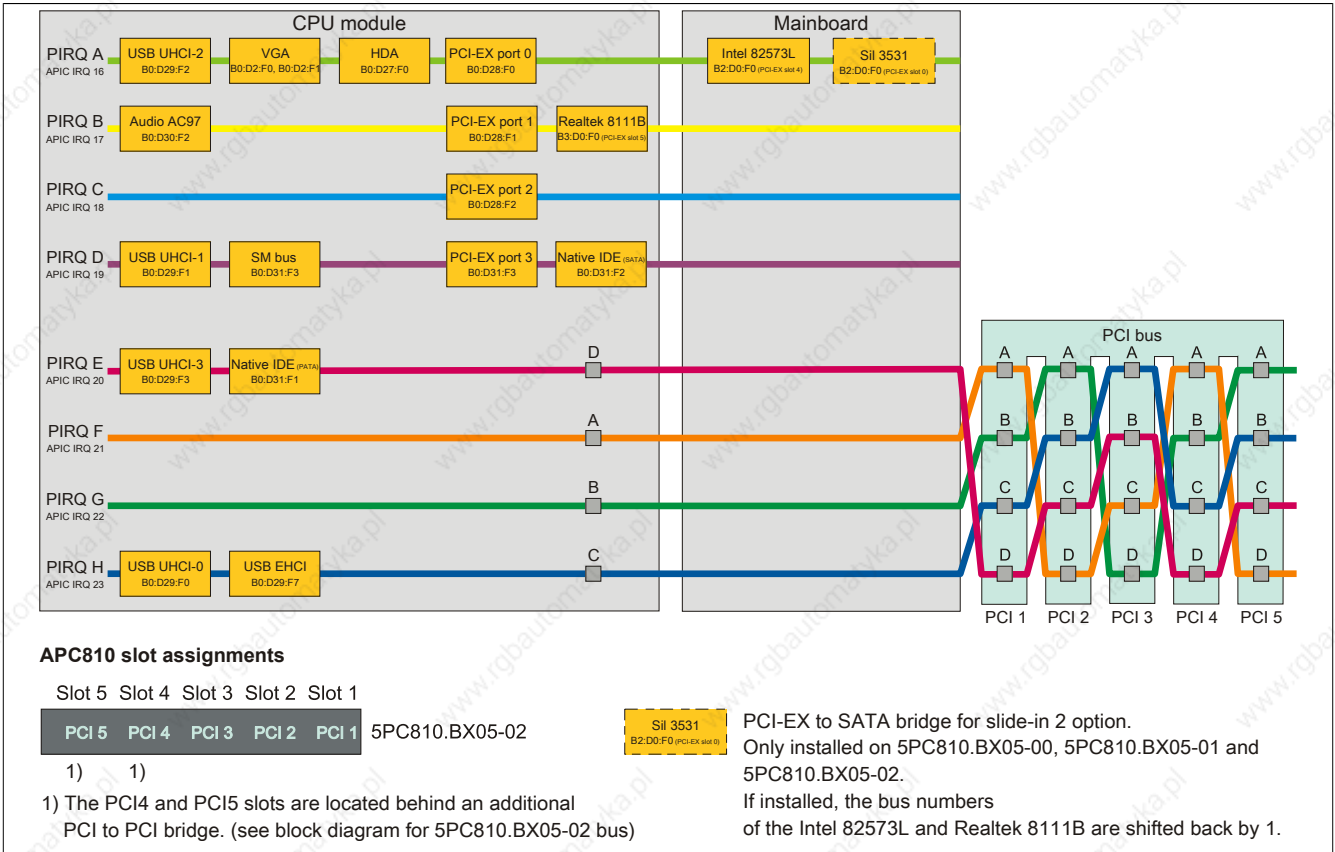 CPU module
Mainboard
PIRQ A
APIC IRQ 16
USB UHCI-2
B0:D29:F2
VGA
B0:D2:F0, B0:D2:F1
HDA
B0:D27:F0
PCI-EX port 0
B0:D28:F0
Intel 82573L
B2:D0:F0 (PCI-EX slot 4)
Sil 3531
B2:D0:F0 (PCI-EX slot 0)
PIRQ B
APIC IRQ 17
Audio AC97
B0:D30:F2
PCI-EX port 1
B0:D28:F1
Realtek 8111B
B3:D0:F0 (PCI-EX slot 5)
PIRQ C
APIC IRQ 18
PCI-EX port 2
B0:D28:F2
PIRQ D
APIC IRQ 19
USB UHCI-1
B0:D29:F1
SM bus
B0:D31:F3
PCI-EX port 3
B0:D31:F3
Native IDE (SATA)
B0:D31:F2
PCI bus
PIRQ E
APIC IRQ 20
USB UHCI-3
B0:D29:F3
Native IDE (PATA)
B0:D31:F1
D
A A A A A
PIRQ F
APIC IRQ 21
A
B B B B B
PIRQ G
APIC IRQ 22
B
C C C C C
PIRQ H
APIC IRQ 23
USB UHCI-0
B0:D29:F0
USB EHCI
B0:D29:F7
C
D D D D D
PCI 1 PCI 2 PCI 3 PCI 4 PCI 5
APC810 slot assignments
Slot 5 Slot 4 Slot 3 Slot 2 Slot 1
PCI 5 PCI 4 PCI 3 PCI 2 PCI 1 5PC810.BX05-02
1) 1)
1) The PCI4 and PCI5 slots are located behind an additional
PCI to PCI bridge. (see block diagram for 5PC810.BX05-02 bus)
Sil 3531
B2:D0:F0 (PCI-EX slot 0)
PCI-EX to SATA bridge for slide-in 2 option.
Only installed on 5PC810.BX05-00, 5PC810.BX05-01 and
5PC810.BX05-02.
If installed, the bus numbers
of the Intel 82573L and Realtek 8111B are shifted back by 1.
www.rgbautomatyka.pl